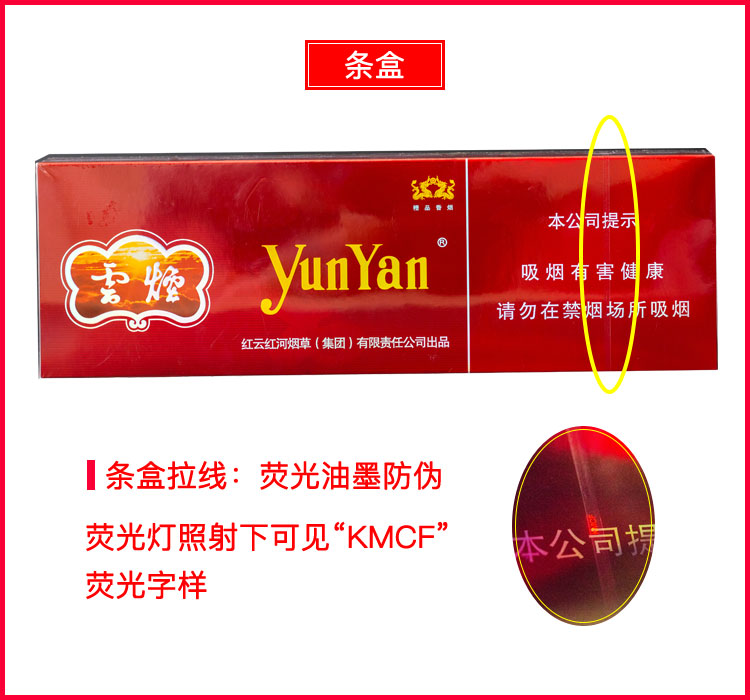 条盒
精品香烟
雲煙
YunYan®
红云红河烟草(集团)有限责任公司出品
本公司提示
吸烟有害健康
请勿在禁烟场所吸烟
条盒拉线：荧光油墨防伪
荧光灯照射下可见“KMCF”
荧光字样
本公司提